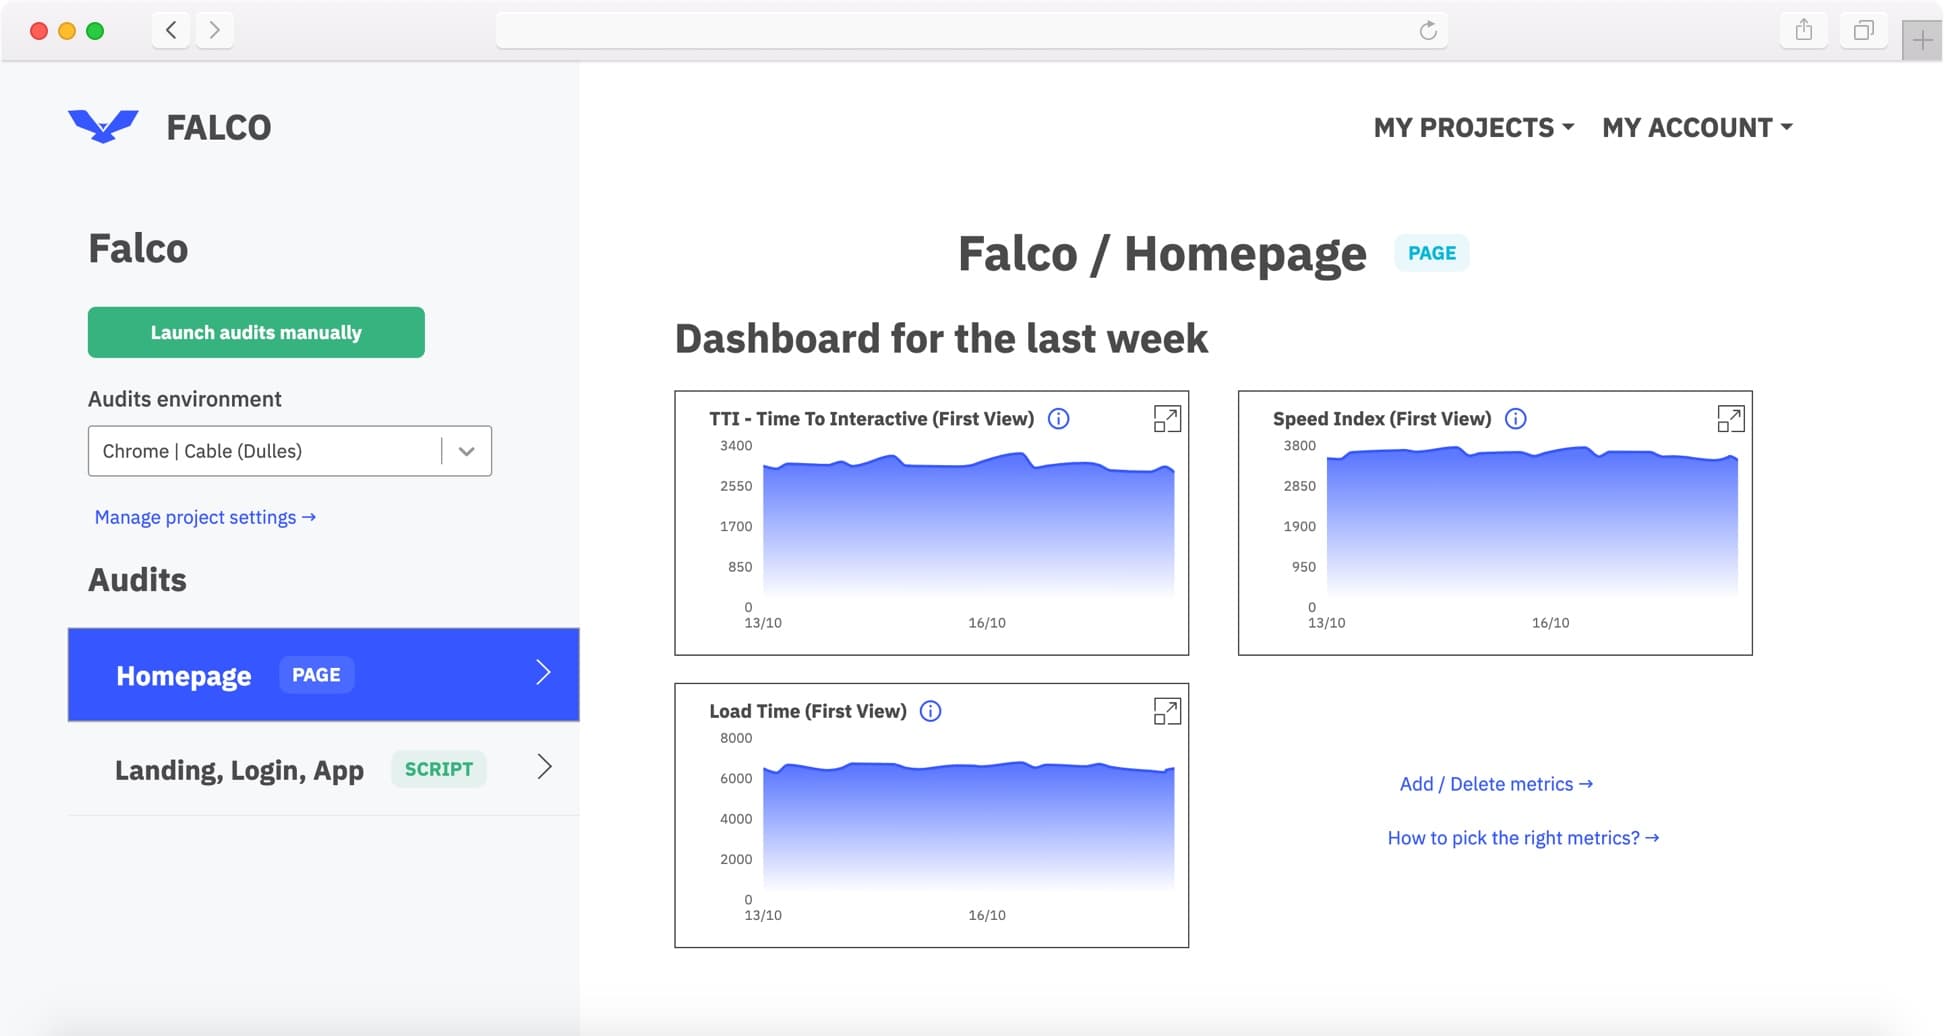 FALCO
MY PROJECTS
MY ACCOUNT
Falco
Launch audits manually
Audits environment
Chrome | Cable (Dulles)
Manage project settings →
Audits
Homepage PAGE
Landing, Login, App SCRIPT
Falco / Homepage PAGE
Dashboard for the last week
TTI - Time To Interactive (First View)
3400
2550
1700
850
0
13/10 16/10
Speed Index (First View)
3800
2850
1900
950
0
13/10 16/10
Load Time (First View)
8000
6000
4000
2000
0
13/10 16/10
Add / Delete metrics →
How to pick the right metrics? →